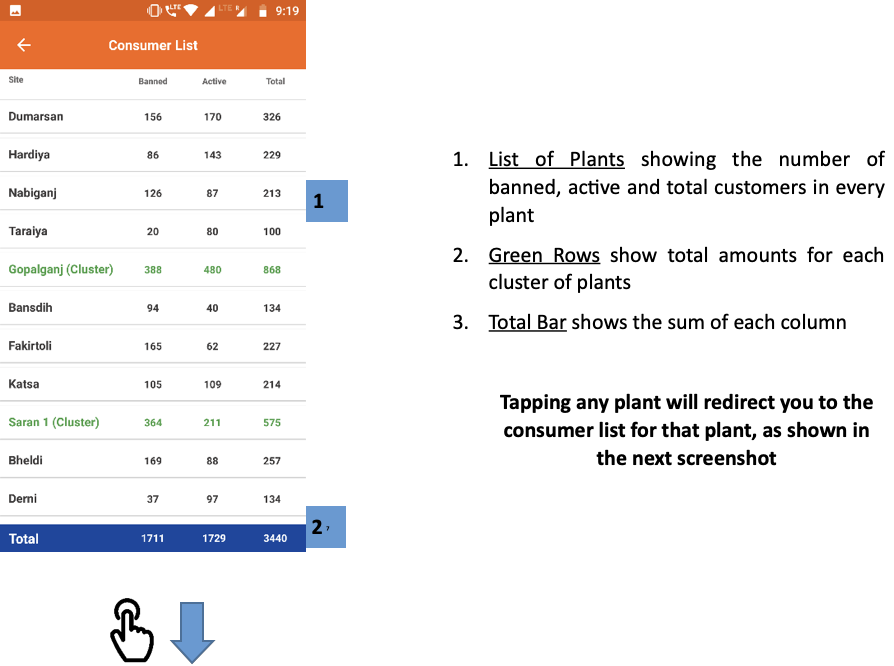 LTE LTE R 9:19
Consumer List
Site Banned Active Total
Dumarsan 156 170 326
Hardiya 86 143 229
Nabiganj 126 87 213
Taraiya 20 80 100
Gopalganj (Cluster) 388 480 868
Bansdih 94 40 134
Fakirtoli 165 62 227
Katsa 105 109 214
Saran 1 (Cluster) 364 211 575
Bheldi 169 88 257
Derni 37 97 134
Total 1711 1729 3440
1
2,
1. List of Plants showing the number of
banned, active and total customers in every
plant
2. Green Rows show total amounts for each
cluster of plants
3. Total Bar shows the sum of each column
Tapping any plant will redirect you to the
consumer list for that plant, as shown in
the next screenshot